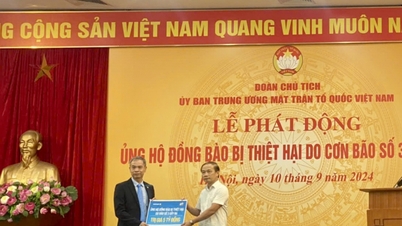 NG CỘNG SẢN VIỆT NAM QUANG VINH MUÔN N
ĐOÀN CHỦ TỊCH
ỦY BAN TRUNG ƯƠNG MẶT TRẬN TỔ QUỐC VIỆT NAM
LỄ PHÁT ĐỘNG
ỦNG HỘ ĐỒNG BÀO BỊ THIỆT HẠI DO CƠN BÃO SỐ 3
Nội, ngày 10 tháng 9 năm 2024